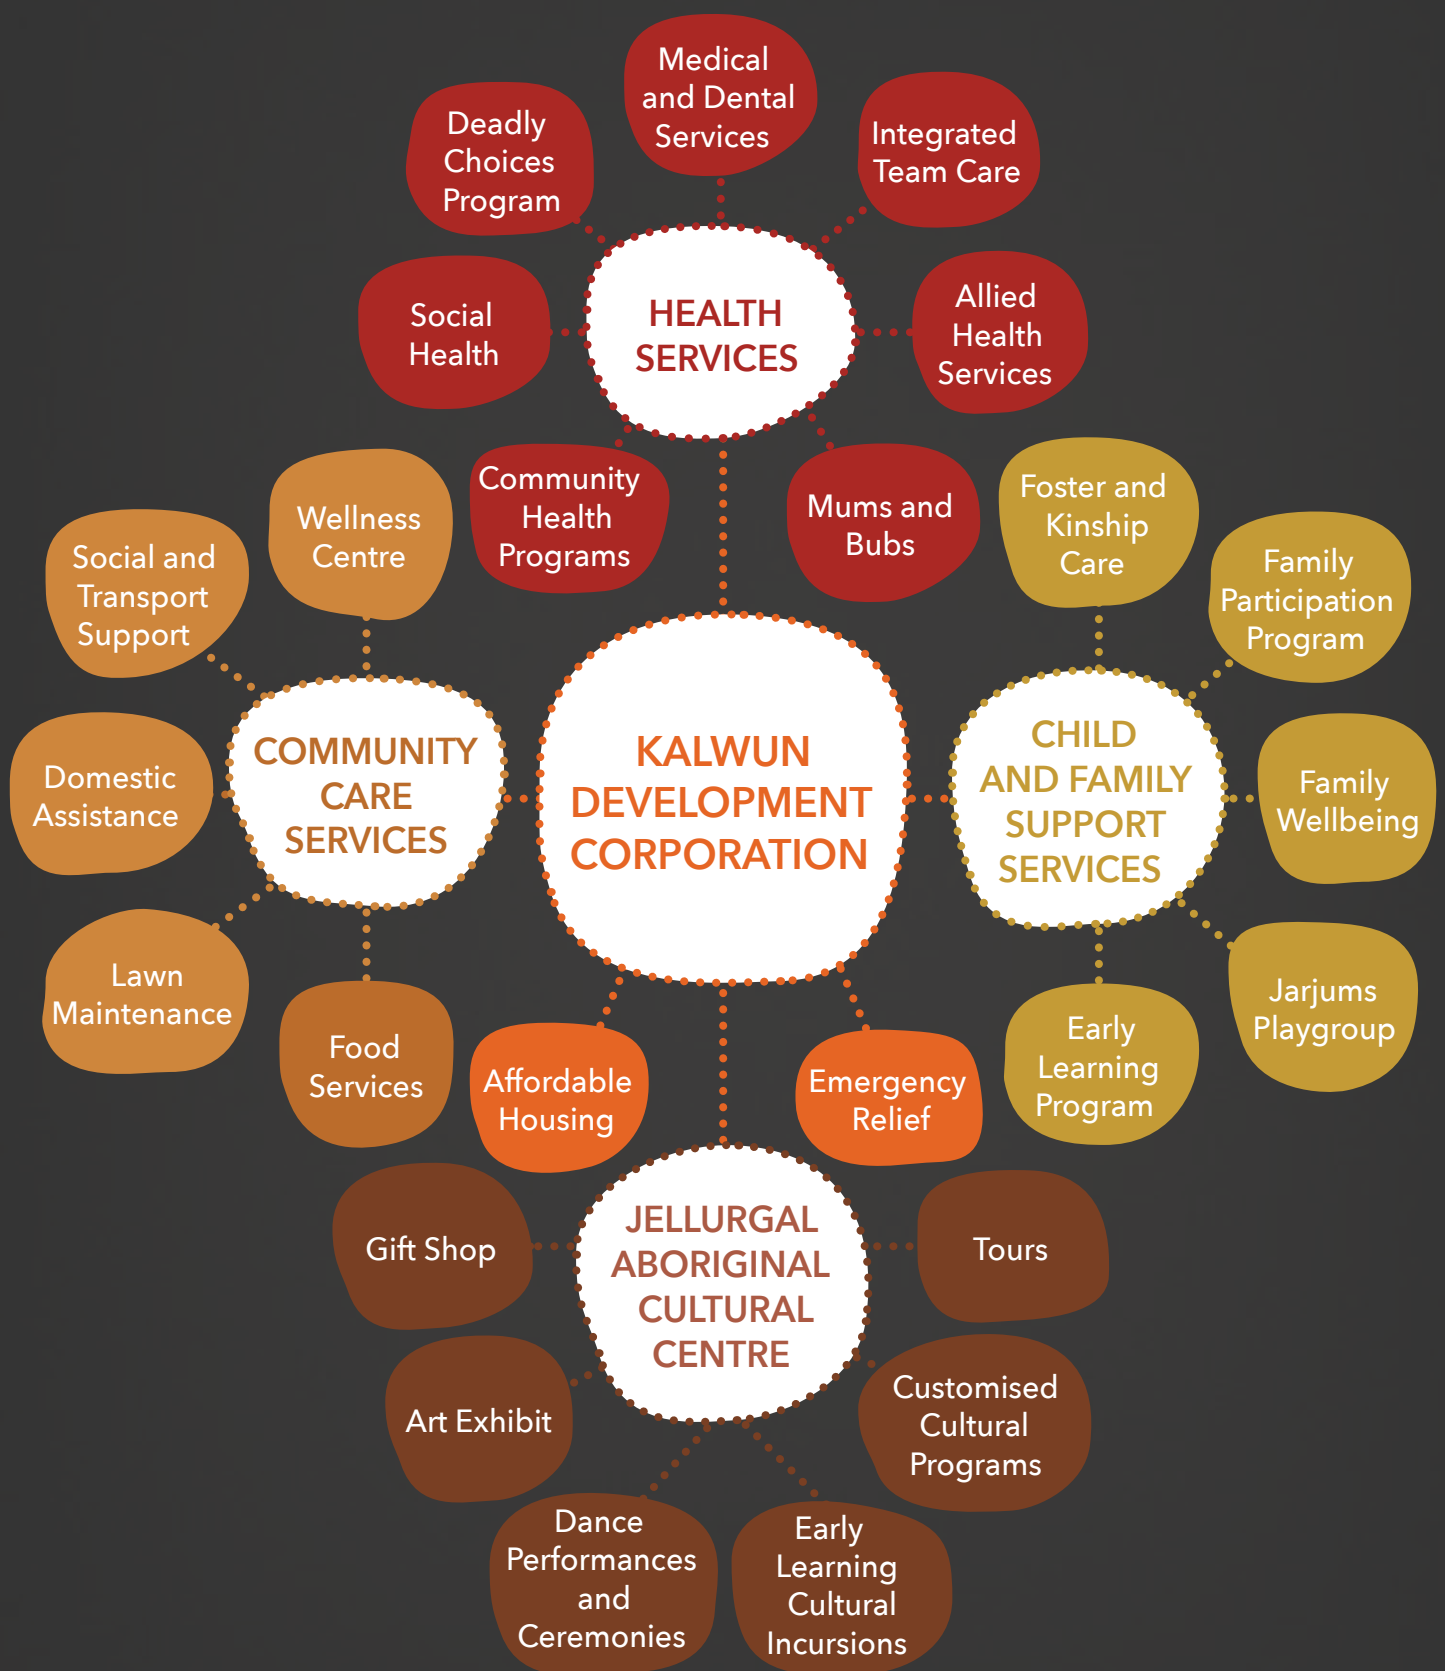 Medical
and Dental
Services
Deadly
Choices
Program
Integrated
Team Care
Social
Health
HEALTH
SERVICES
Allied
Health
Services
Community
Health
Programs
Mums and
Bubs
Wellness
Centre
Social and
Transport
Support
Domestic
Assistance
COMMUNITY
CARE
SERVICES
Lawn
Maintenance
Food
Services
KALWUN
DEVELOPMENT
CORPORATION
Foster and
Kinship
Care
Family
Participation
Program
CHILD
AND FAMILY
SUPPORT
SERVICES
Family
Wellbeing
Jarjums
Playgroup
Early
Learning
Program
Affordable
Housing
Emergency
Relief
JELLURGAL
ABORIGINAL
CULTURAL
CENTRE
Gift Shop
Tours
Art Exhibit
Customised
Cultural
Programs
Dance
Performances
and
Ceremonies
Early
Learning
Cultural
Incursions